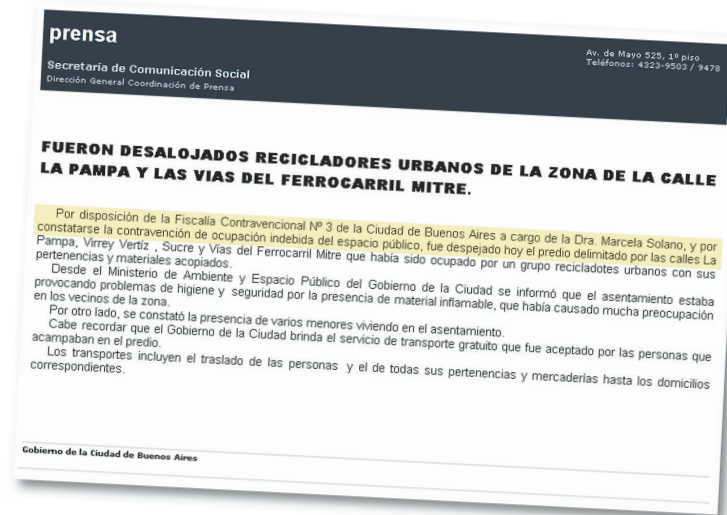 prensa
Av. de Mayo 525, 1º piso
Teléfonos: 4323-9503 / 9478
Secretaría de Comunicación Social
Dirección General Coordinación de Prensa
FUERON DESALOJADOS RECICLADORES URBANOS DE LA ZONA DE LA CALLE
LA PAMPA Y LAS VIAS DEL FERROCARRIL MITRE.
Por disposición de la Fiscalía Contravencional Nº 3 de la Ciudad de Buenos Aires a cargo de la Dra. Marcela Solano, y por
constatarse la contravención de ocupación indebida del espacio público, fue despejado hoy el predio delimitado por las calles La
Pampa, Virrey Vertíz , Sucre y Vías del Ferrocarril Mitre que había sido ocupado por un grupo recicladotes urbanos con sus
pertenencias y materiales acopiados.
Desde el Ministerio de Ambiente y Espacio Público del Gobierno de la Ciudad se informó que el asentamiento estaba
provocando problemas de higiene y seguridad por la presencia de material inflamable, que había causado mucha preocupación
en los vecinos de la zona.
Por otro lado, se constató la presencia de varios menores viviendo en el asentamiento.
Cabe recordar que el Gobierno de la Ciudad brinda el servicio de transporte gratuito que fue aceptado por las personas que
acampaban en el predio.
Los transportes incluyen el traslado de las personas y el de todas sus pertenencias y mercaderías hasta los domicilios
correspondientes.
Gobierno de la Ciudad de Buenos Aires